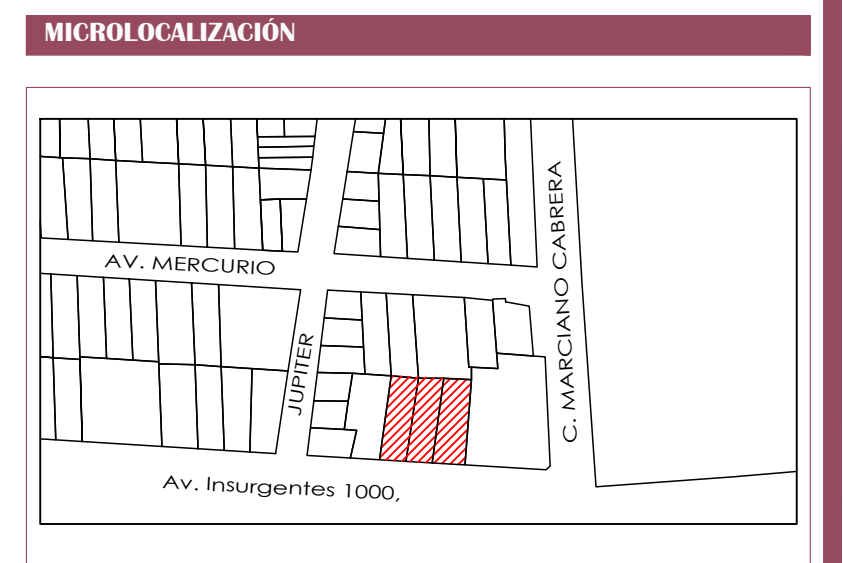 MICROLOCALIZACIÓN
AV. MERCURIO
C. MARCIANO CABRERA
JUPITER
Av. Insurgentes 1000,